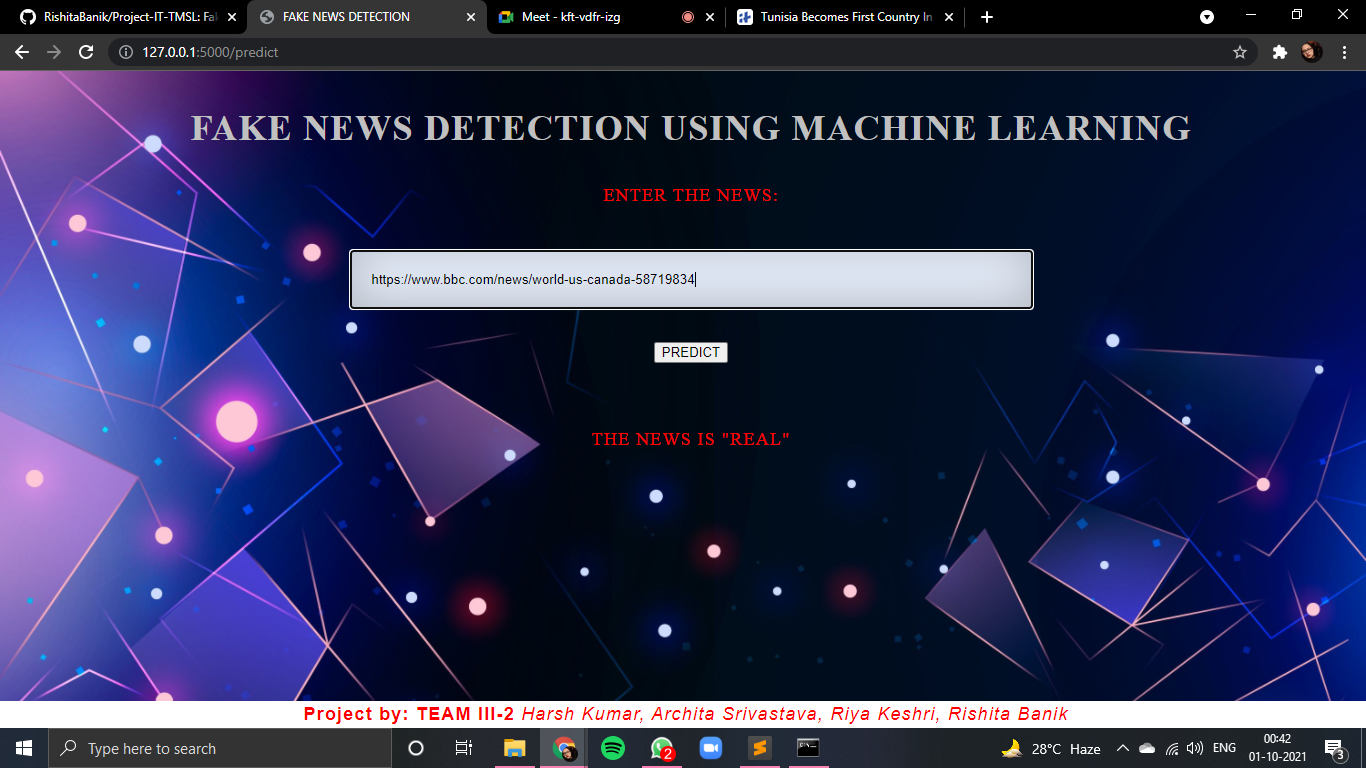 RishitaBanik/Project-IT-TMSL: Fak
FAKE NEWS DETECTION
Meet - kft-vdfr-izg
Tunisia Becomes First Country In
127.0.0.1:5000/predict
FAKE NEWS DETECTION USING MACHINE LEARNING
ENTER THE NEWS:
https://www.bbc.com/news/world-us-canada-58719834
PREDICT
THE NEWS IS "REAL"
Project by: TEAM III-2 Harsh Kumar, Archita Srivastava, Riya Keshri, Rishita Banik
Type here to search
2
28°C Haze
ENG
00:42
01-10-2021
3